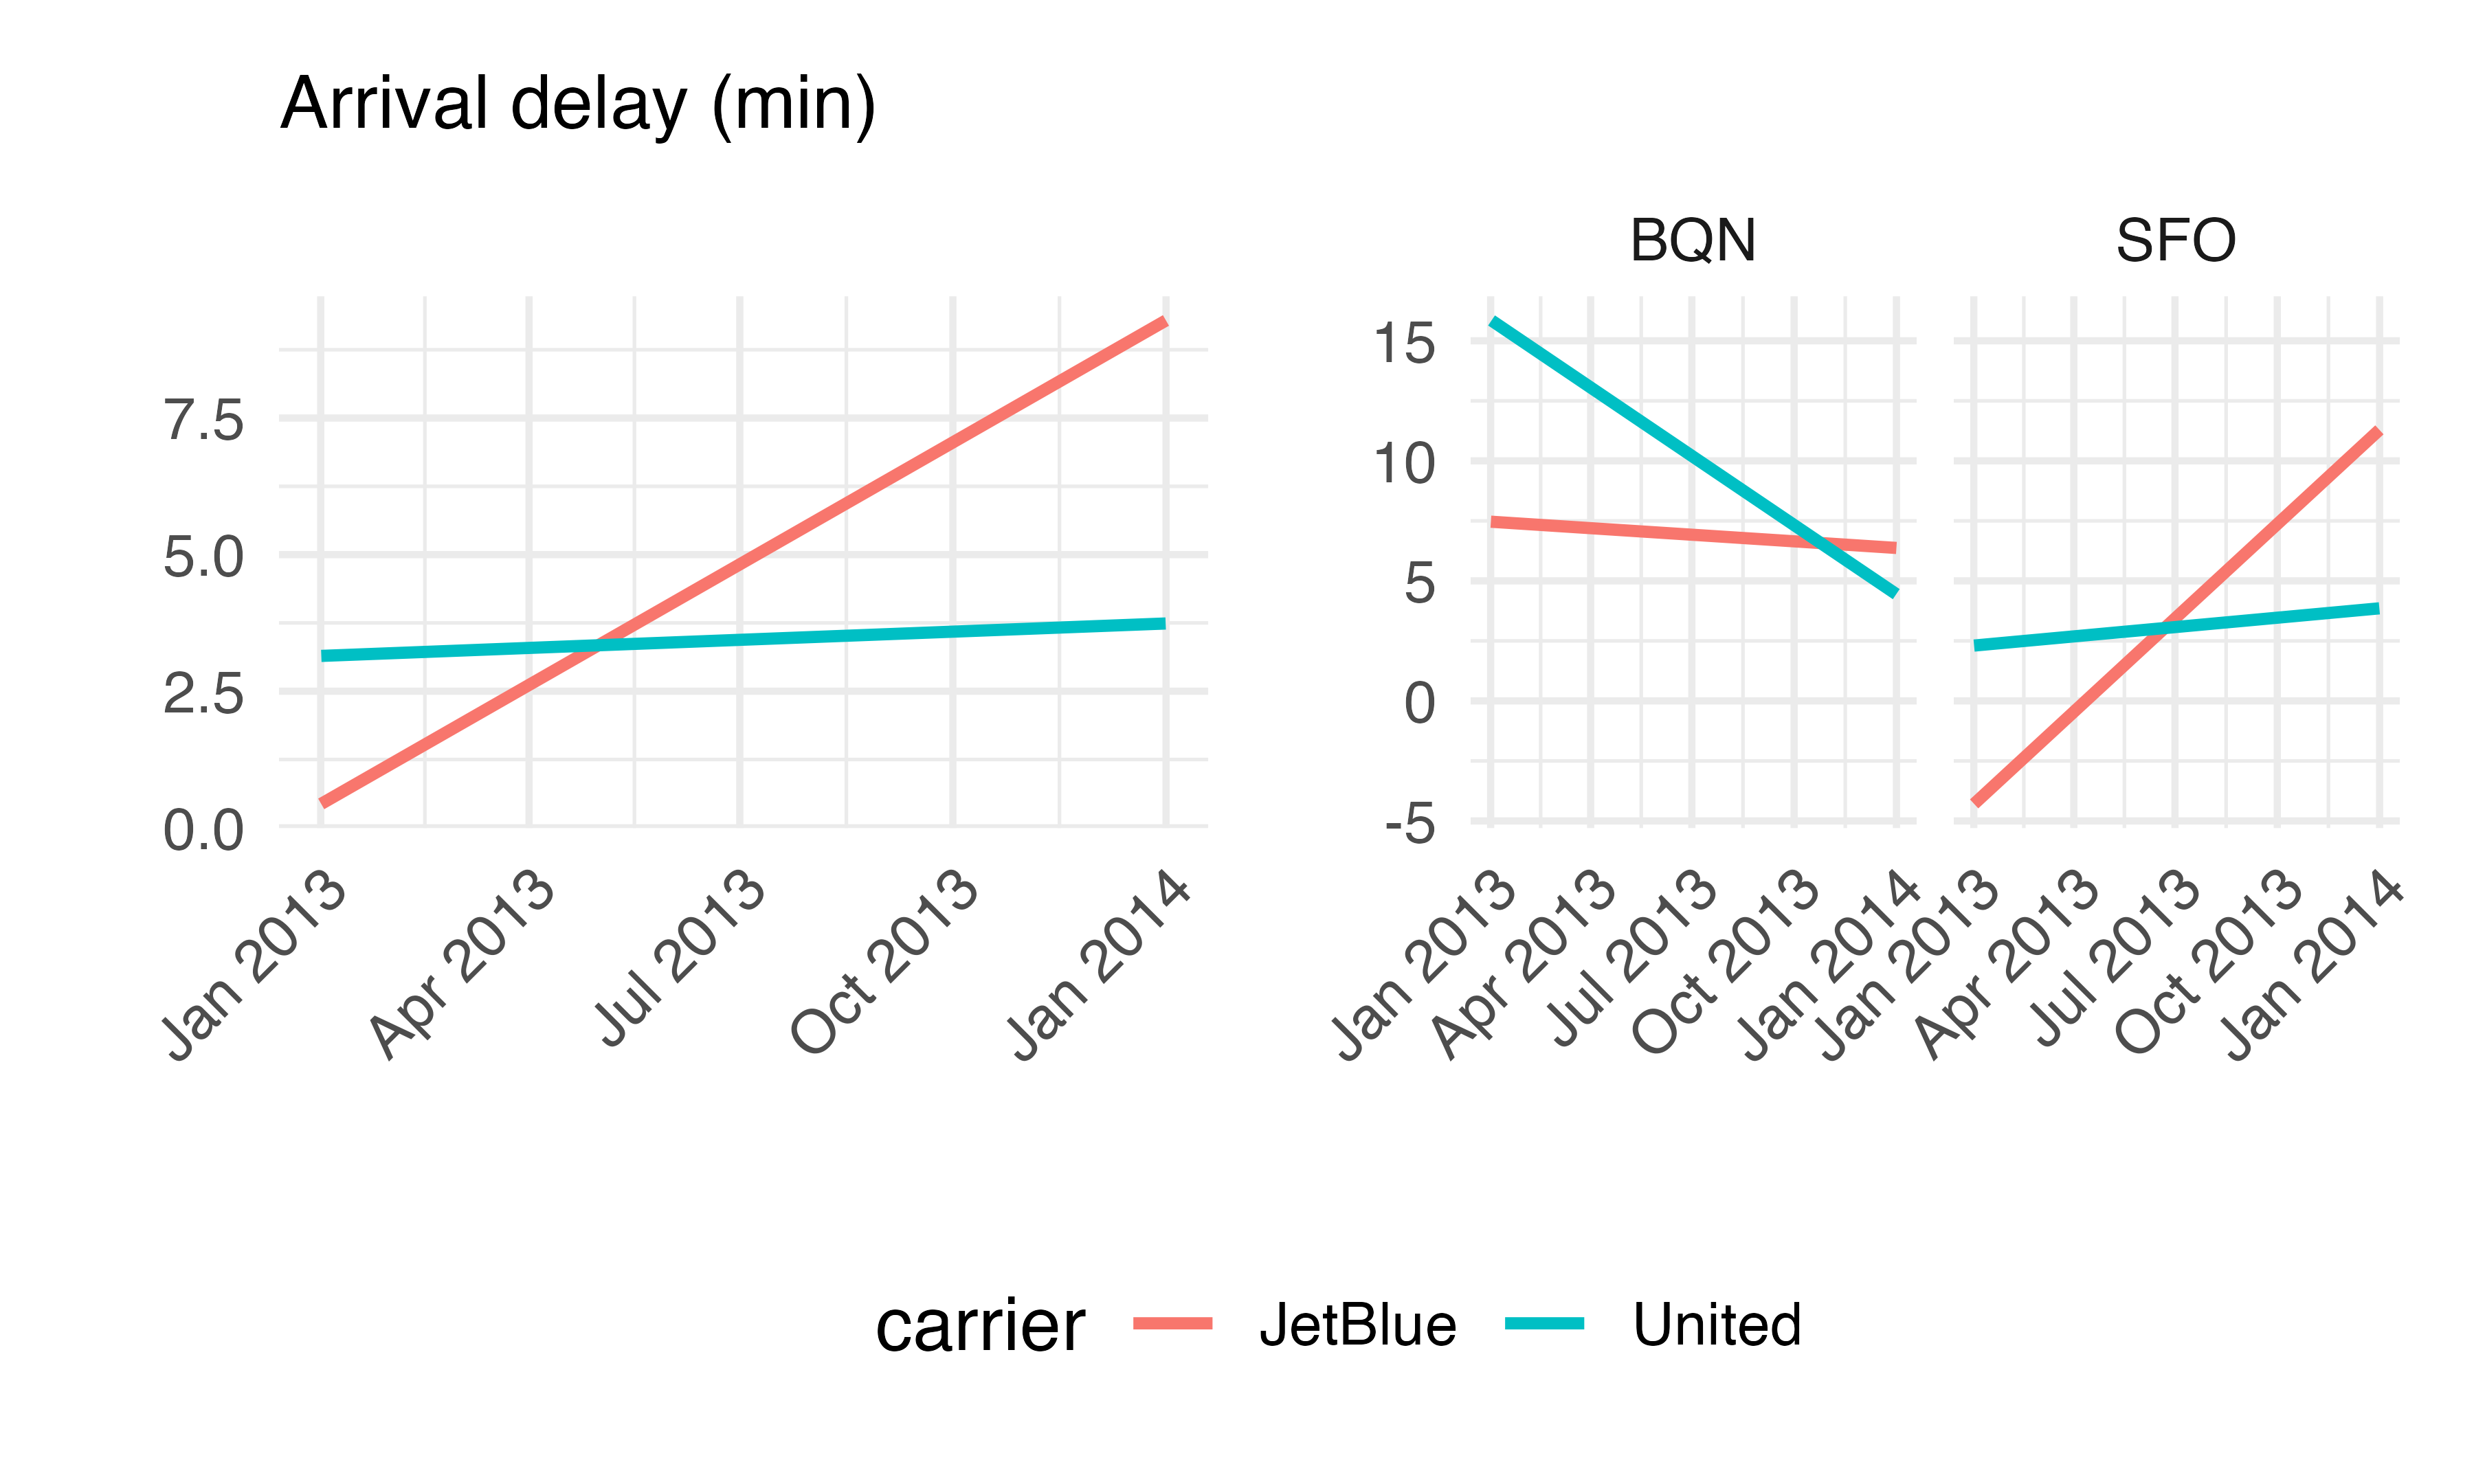 Arrival delay (min)
BQN
SFO
7.5
5.0
2.5
0.0
15
10
5
0
-5
Jan 2013
Apr 2013
Jul 2013
Oct 2013
Jan 2014
Jan 2013
Apr 2013
Jul 2013
Oct 2013
Jan 2014
Jan 2013
Apr 2013
Jul 2013
Oct 2013
Jan 2014
carrier JetBlue United